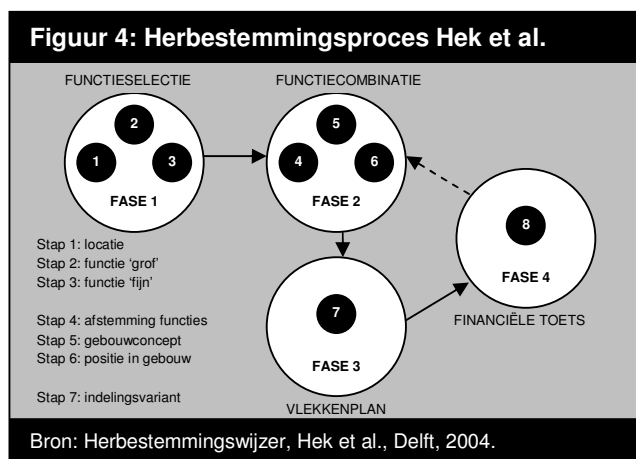 Figuur 4: Herbestemmingsproces Hek et al.
FUNCTIESELECTIE
FUNCTIECOMBINATIE
2
1
3
FASE 1
5
4
6
FASE 2
8
FASE 4
FINANCIËLE TOETS
7
FASE 3
VLEKKENPLAN
Stap 1: locatie
Stap 2: functie ‘grof’
Stap 3: functie ‘fijn’
Stap 4: afstemming functies
Stap 5: gebouwconcept
Stap 6: positie in gebouw
Stap 7: indelingsvariant
Bron: Herbestemmingswijzer, Hek et al., Delft, 2004.